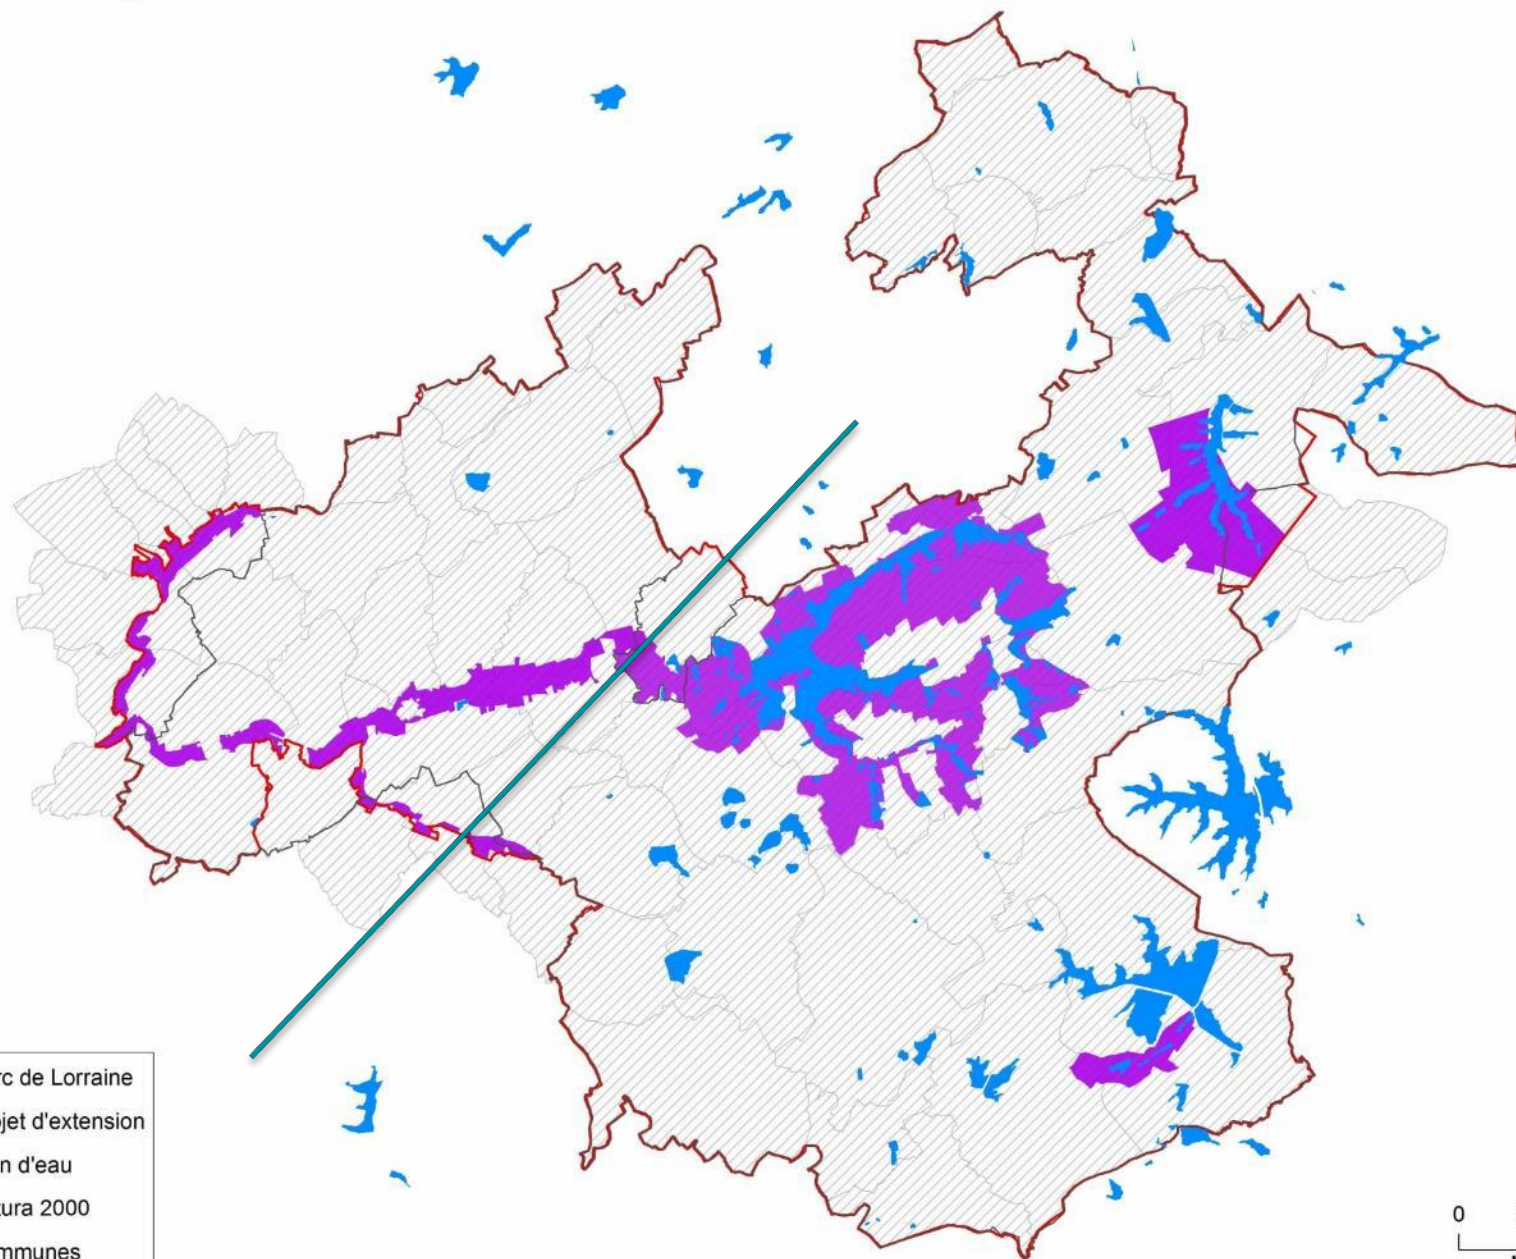 rc de Lorraine
jet d'extension
n d'eau
tura 2000
mmunes
0